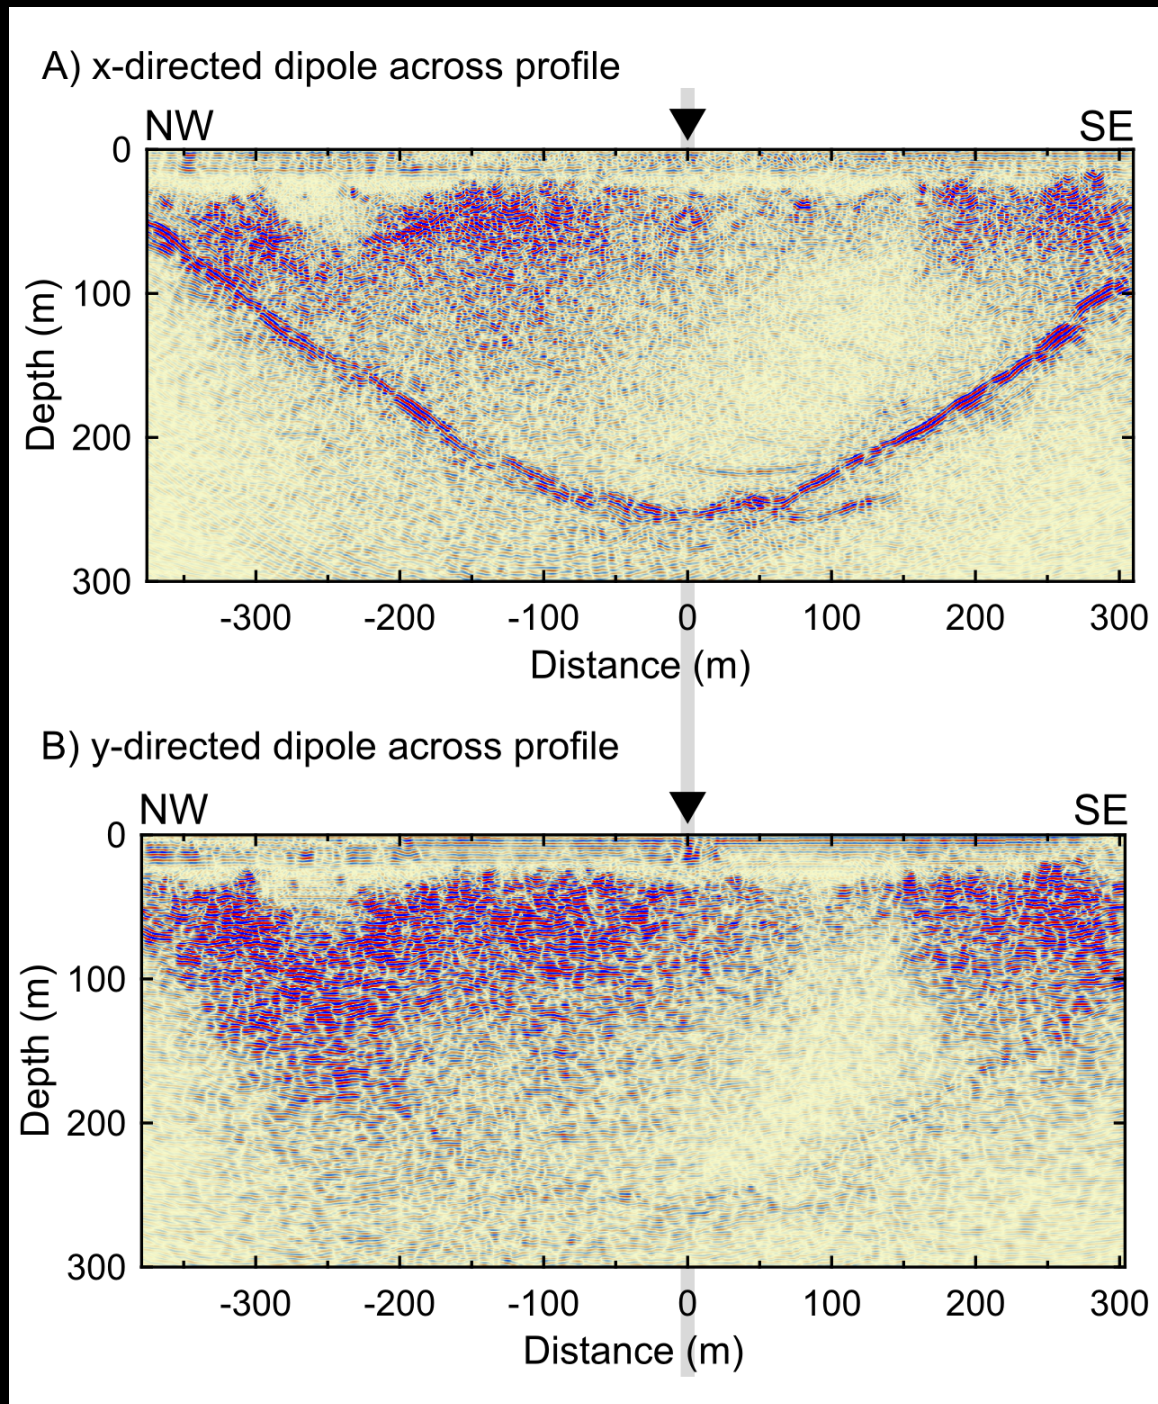 A) x-directed dipole across profile
NW SE
0
100
200
300
Depth (m)
-300 -200 -100 0 100 200 300
Distance (m)
B) y-directed dipole across profile
NW SE
0
100
200
300
Depth (m)
-300 -200 -100 0 100 200 300
Distance (m)